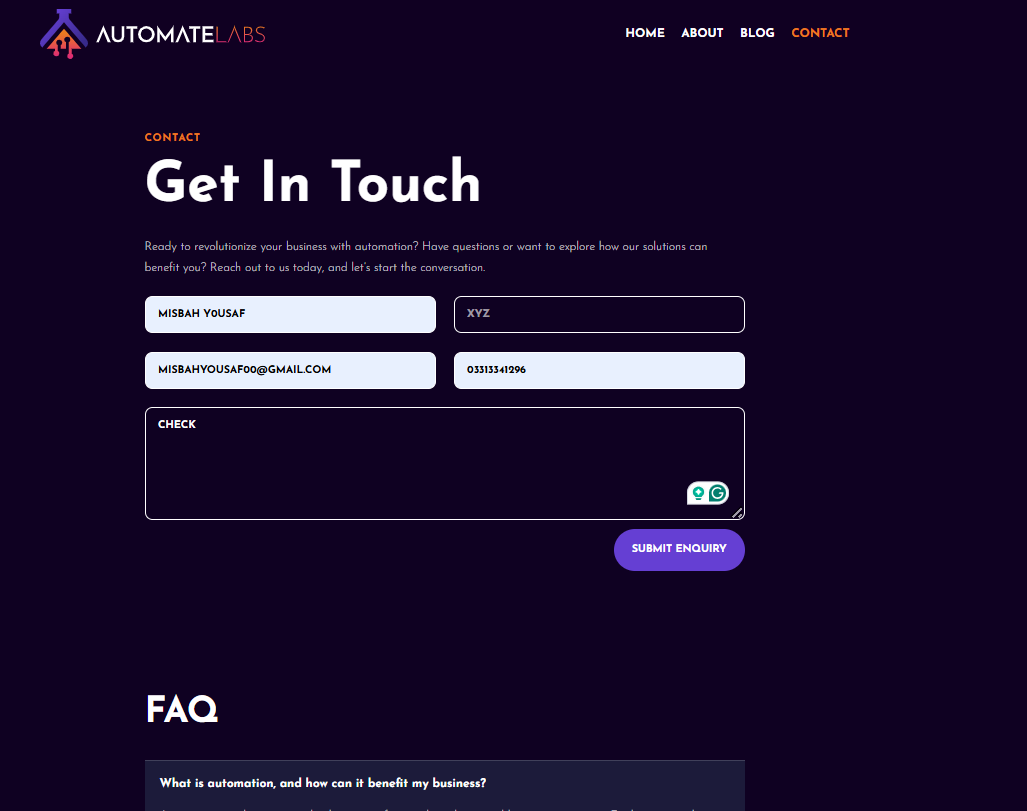 AUTOMATELABS
HOME ABOUT BLOG CONTACT
CONTACT
Get In Touch
Ready to revolutionize your business with automation? Have questions or want to explore how our solutions can
benefit you? Reach out to us today, and let's start the conversation.
MISBAH Y0USAF XYZ
MISBAHYOUSAF00@GMAIL.COM 03313341296
CHECK
SUBMIT ENQUIRY
FAQ
What is automation, and how can it benefit my business?